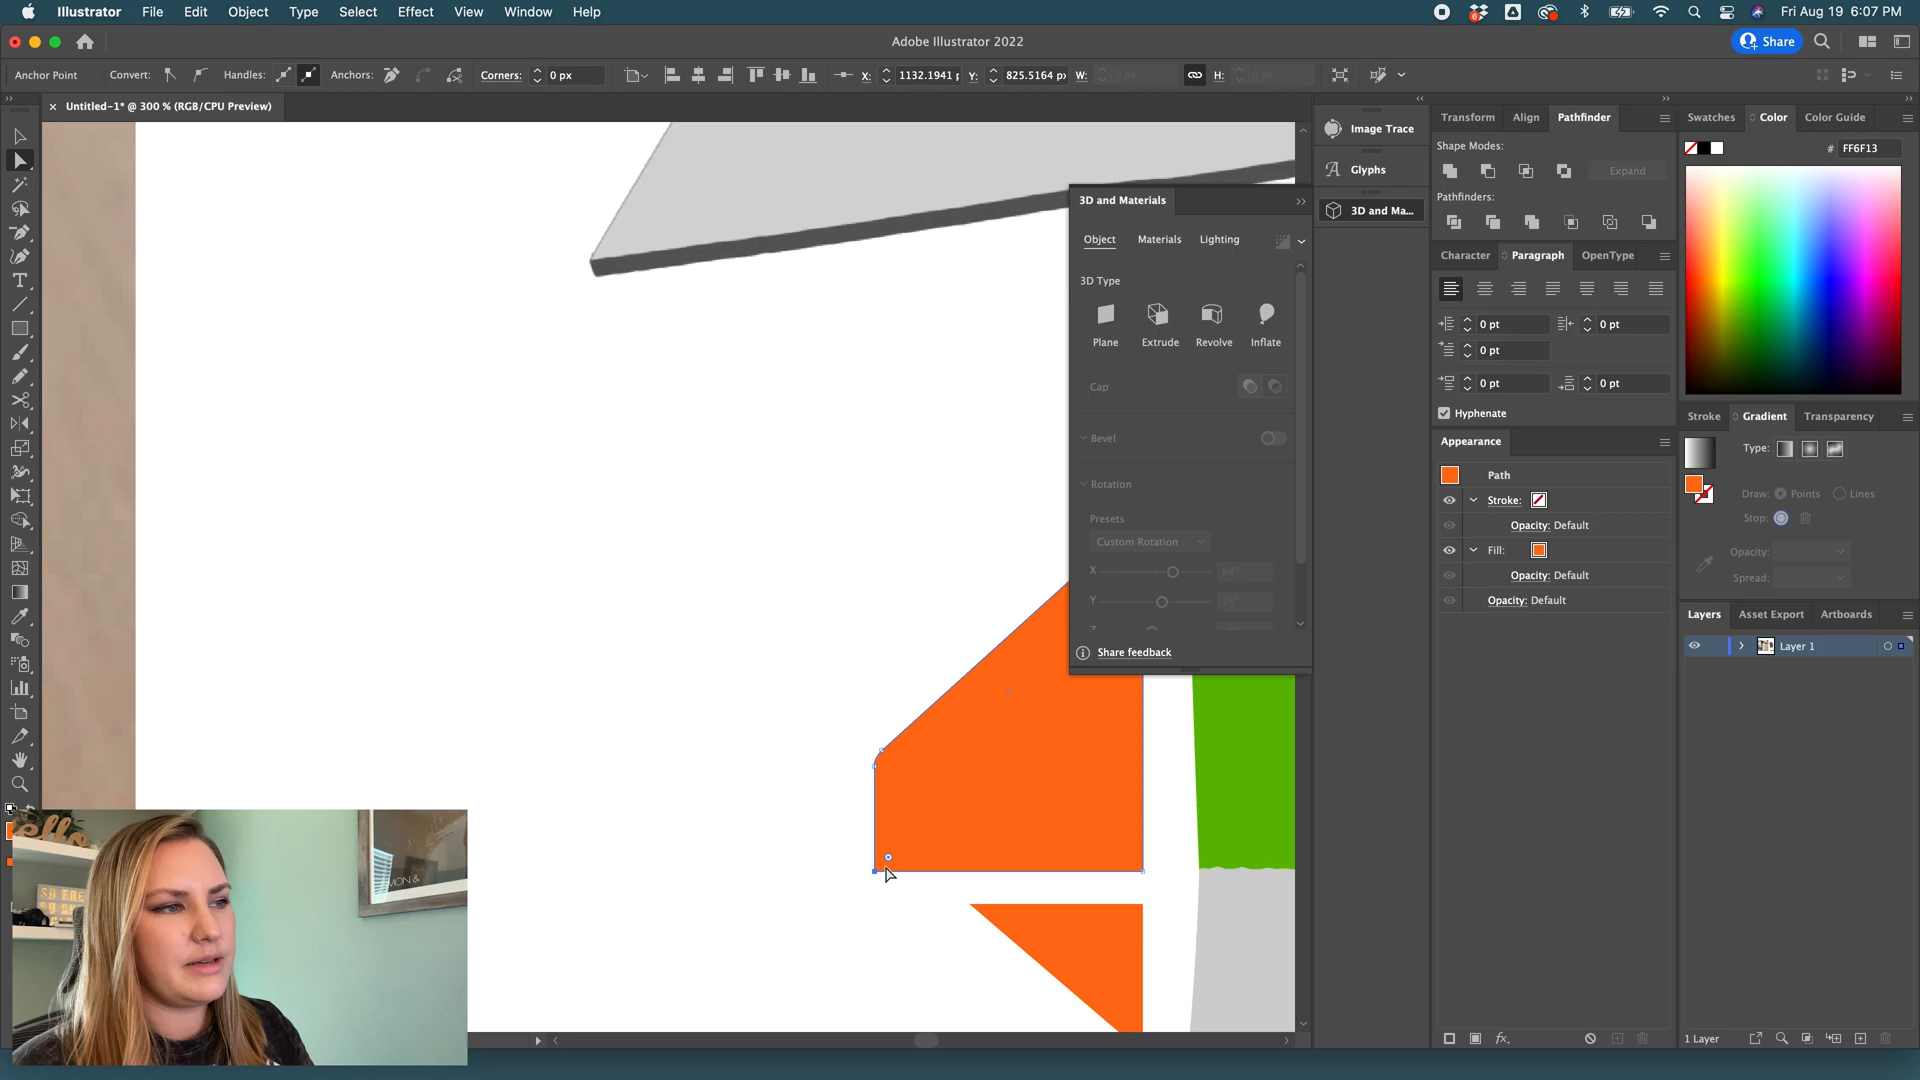 Illustrator File Edit Object Type Select Effect View Window Help
Fri Aug 19 6:07 PM
Adobe Illustrator 2022
Share
Anchor Point Convert: Handles: Anchors: Corners: 0 px X: 1132.1941 p Y: 825.5164 px W: 0 px H: 0 px
× Untitled-1* @ 300 % (RGB/CPU Preview)
3D and Materials
Object Materials Lighting
3D Type
Plane Extrude Revolve Inflate
Cap
Bevel
Rotation
Presets
Custom Rotation
X 64°
Y 25°
Share feedback
Image Trace
Glyphs
3D and Ma...
Transform Align Pathfinder
Shape Modes:
Expand
Pathfinders:
Character Paragraph OpenType
0 pt 0 pt
0 pt
0 pt 0 pt
Hyphenate
Appearance
Path
Stroke:
Opacity: Default
Fill:
Opacity: Default
Opacity: Default
Swatches Color Color Guide
# FF6F13
Stroke Gradient Transparency
Type:
Draw: Points Lines
Stop:
Opacity:
Spread:
Layers Asset Export Artboards
Layer 1
1 Layer
hello
MON &